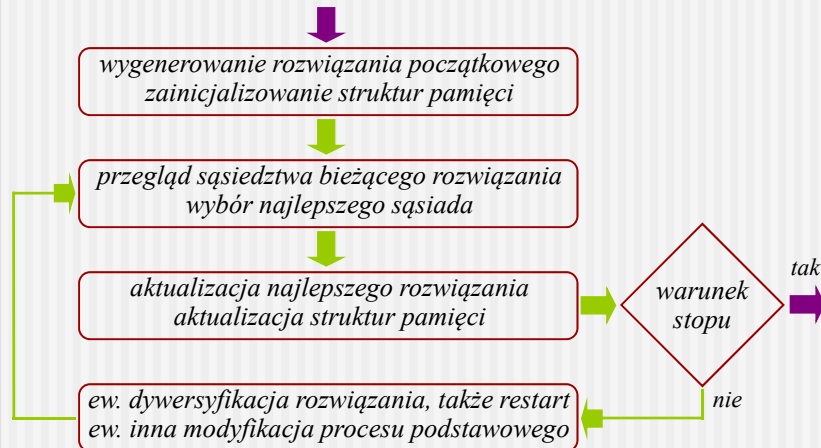 wygenerowanie rozwiązania początkowego
zainicjalizowanie struktur pamięci
przegląd sąsiedztwa bieżącego rozwiązania
wybór najlepszego sąsiada
aktualizacja najlepszego rozwiązania
aktualizacja struktur pamięci
warunek
stopu
tak
nie
ew. dywersyfikacja rozwiązania, także restart
ew. inna modyfikacja procesu podstawowego